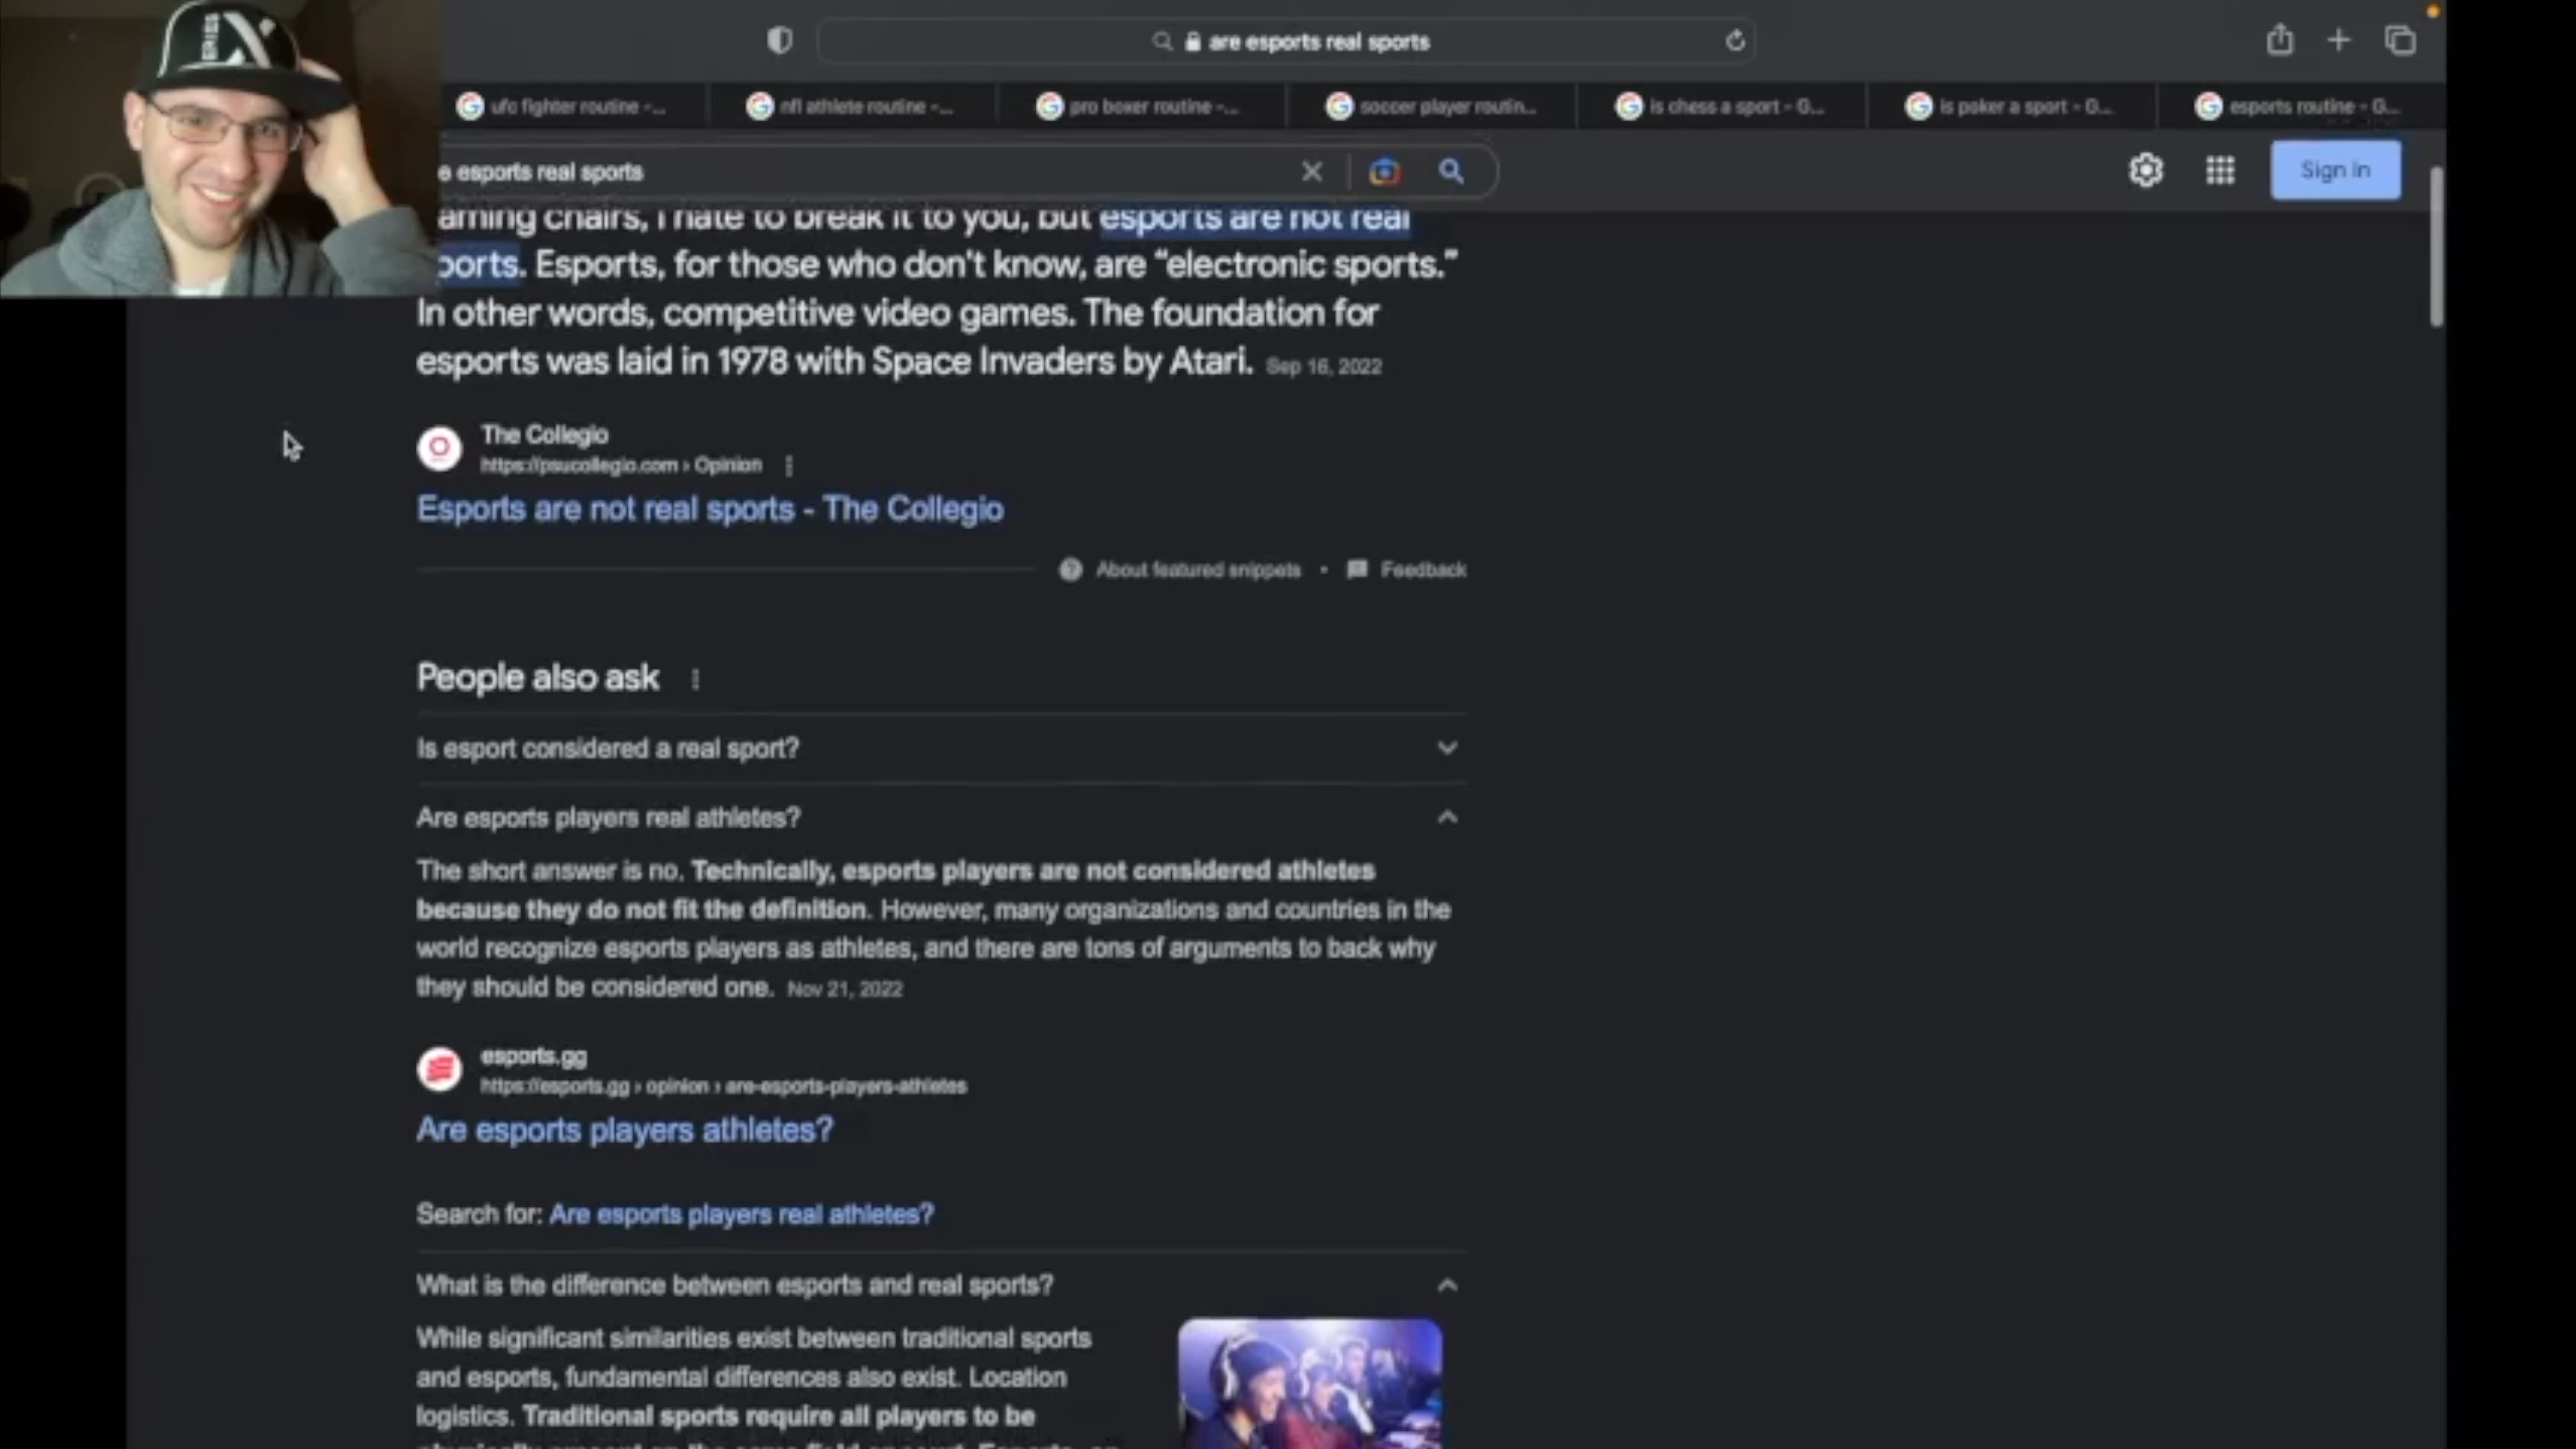 are esports real sports
ufc fighter routine -...
nfl athlete routine -...
pro boxer routine -...
soccer player routin...
is chess a sport - G...
is poker a sport - G...
esports routine - G...
e esports real sports
Sign in
aming chairs, I hate to break it to you, but esports are not real
ports. Esports, for those who don't know, are “electronic sports.”
In other words, competitive video games. The foundation for
esports was laid in 1978 with Space Invaders by Atari. Sep 16, 2022
The Collegio
https://psucollegio.com › Opinion
Esports are not real sports - The Collegio
About featured snippets • Feedback
People also ask
Is esport considered a real sport?
Are esports players real athletes?
The short answer is no. Technically, esports players are not considered athletes
because they do not fit the definition. However, many organizations and countries in the
world recognize esports players as athletes, and there are tons of arguments to back why
they should be considered one. Nov 21, 2022
esports.gg
https://esports.gg › opinion › are-esports-players-athletes
Are esports players athletes?
Search for: Are esports players real athletes?
What is the difference between esports and real sports?
While significant similarities exist between traditional sports
and esports, fundamental differences also exist. Location
logistics. Traditional sports require all players to be